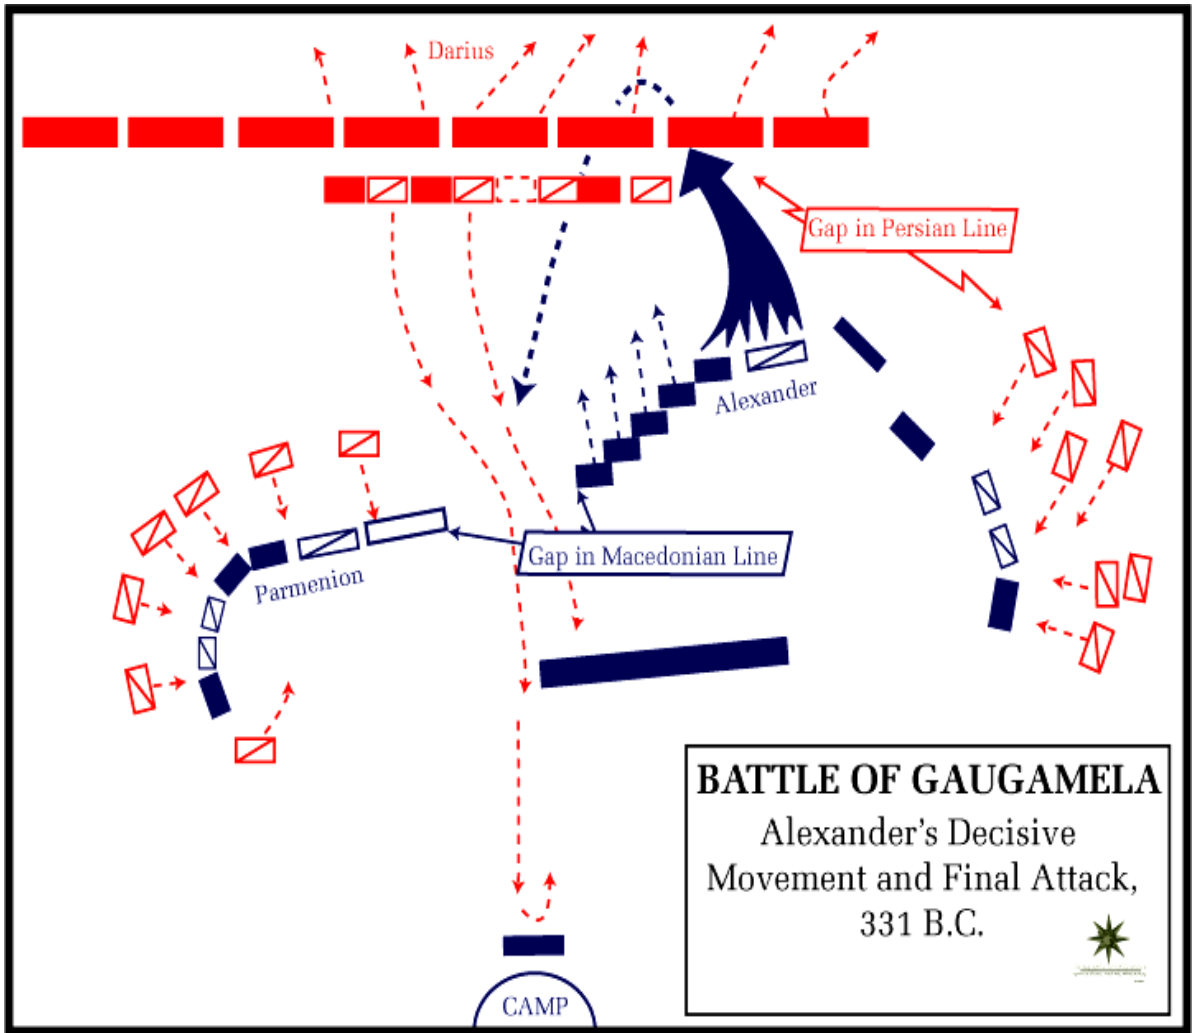 Darius
Gap in Persian Line
Alexander
Gap in Macedonian Line
Parmenion
BATTLE OF GAUGAMELA
Alexander’s Decisive
Movement and Final Attack,
331 B.C.
CAMP